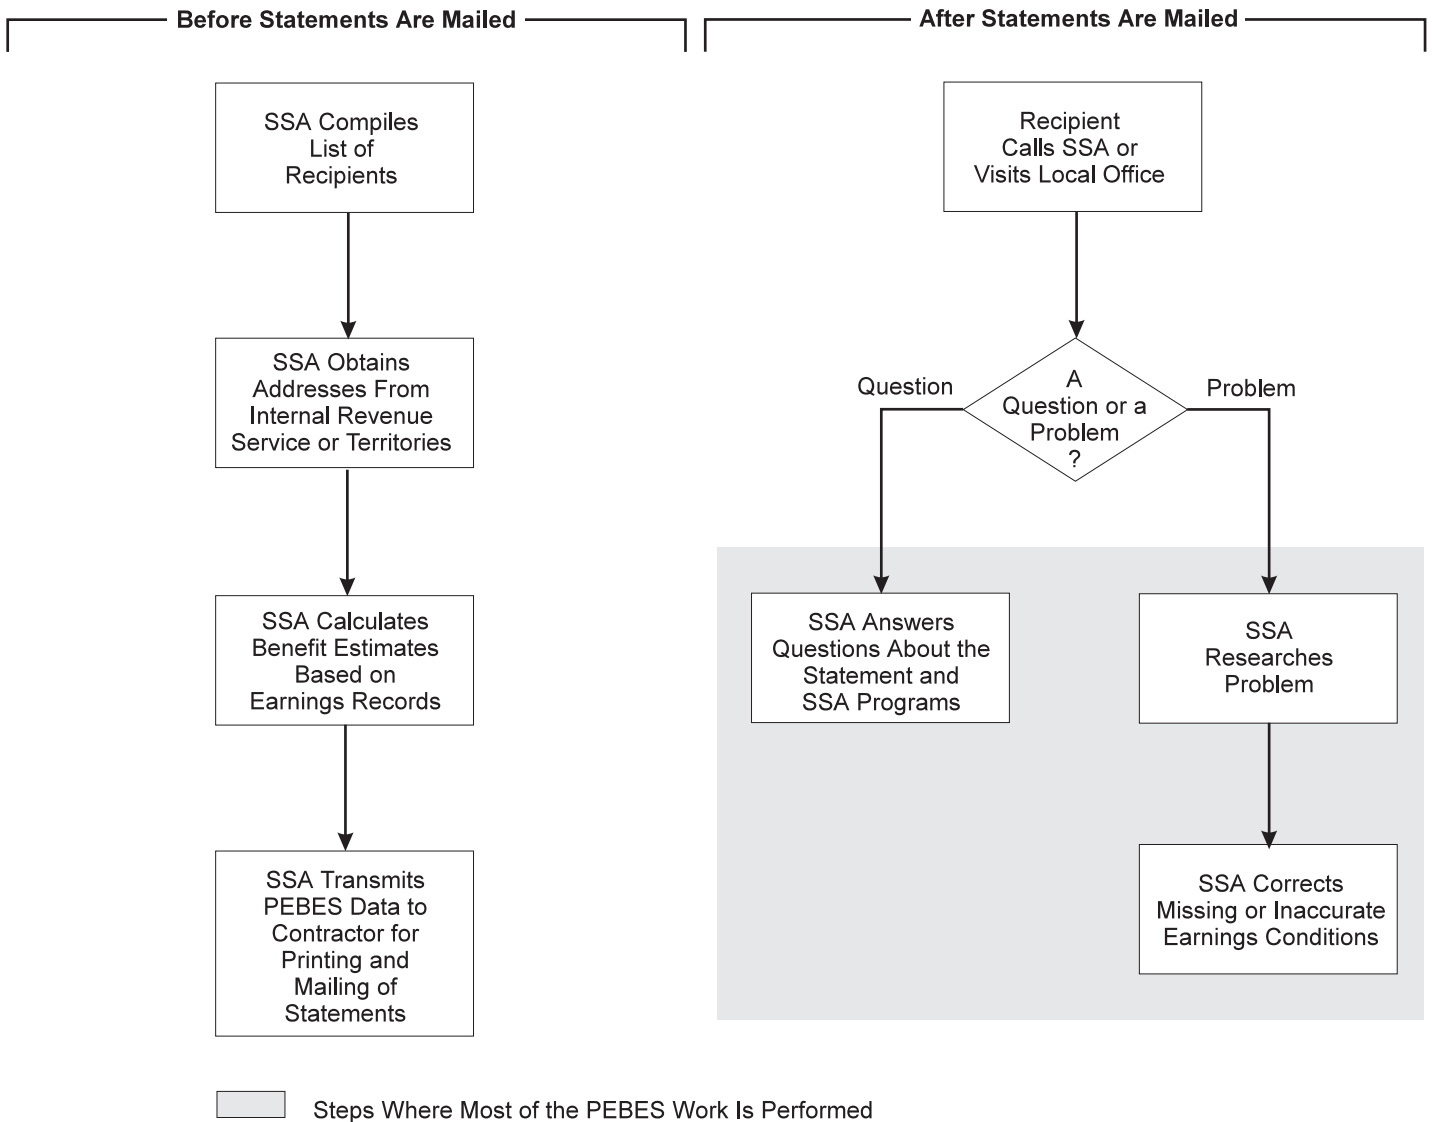 Before Statements Are Mailed
SSA Compiles
List of
Recipients
SSA Obtains
Addresses From
Internal Revenue
Service or Territories
SSA Calculates
Benefit Estimates
Based on
Earnings Records
SSA Transmits
PEBES Data to
Contractor for
Printing and
Mailing of
Statements
After Statements Are Mailed
Recipient
Calls SSA or
Visits Local Office
A
Question or a
Problem
?
Question
Problem
SSA Answers
Questions About the
Statement and
SSA Programs
SSA
Researches
Problem
SSA Corrects
Missing or Inaccurate
Earnings Conditions
Steps Where Most of the PEBES Work Is Performed